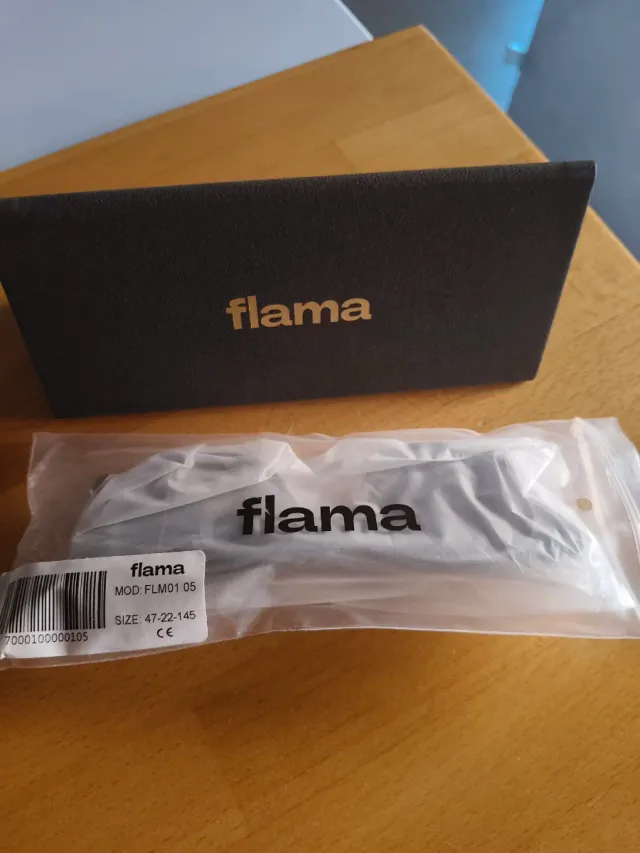 flama
flama
flama
MOD: FLM01 05
SIZE: 47-22-145
CE
7000100000105